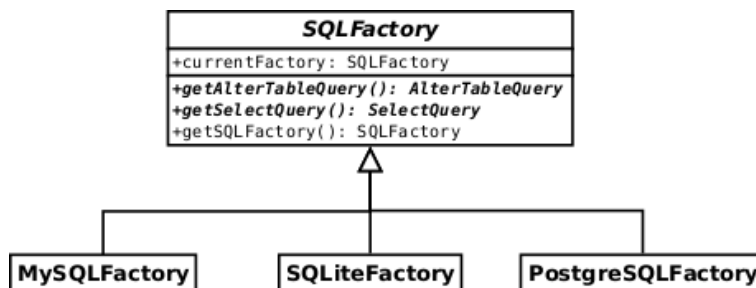 SQLFactory
+currentFactory: SQLFactory
+getAlterTableQuery(): AlterTableQuery
+getSelectQuery(): SelectQuery
+getSQLFactory(): SQLFactory
MySQLFactory SQLiteFactory PostgreSQLFactory